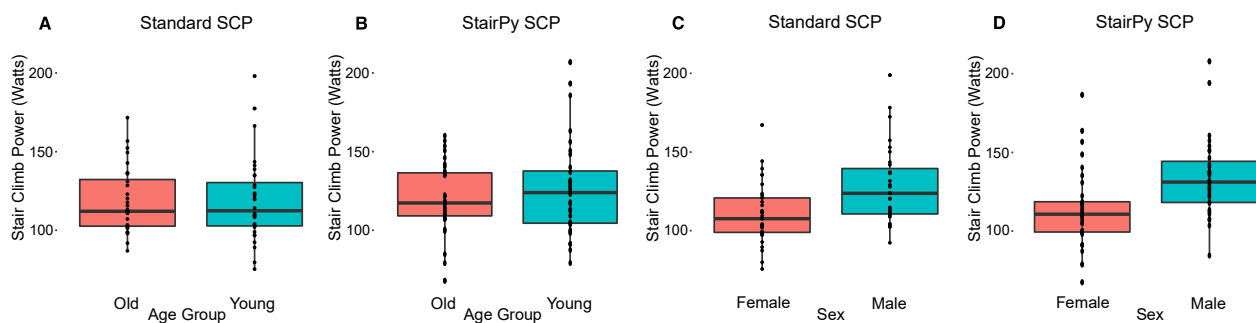 A
Standard SCP
Stair Climb Power (Watts)
200
150
100
Old
Young
Age Group
B
StairPy SCP
Stair Climb Power (Watts)
200
150
100
Old
Young
Age Group
C
Standard SCP
Stair Climb Power (Watts)
200
150
100
Female
Male
Sex
D
StairPy SCP
Stair Climb Power (Watts)
200
150
100
Female
Male
Sex